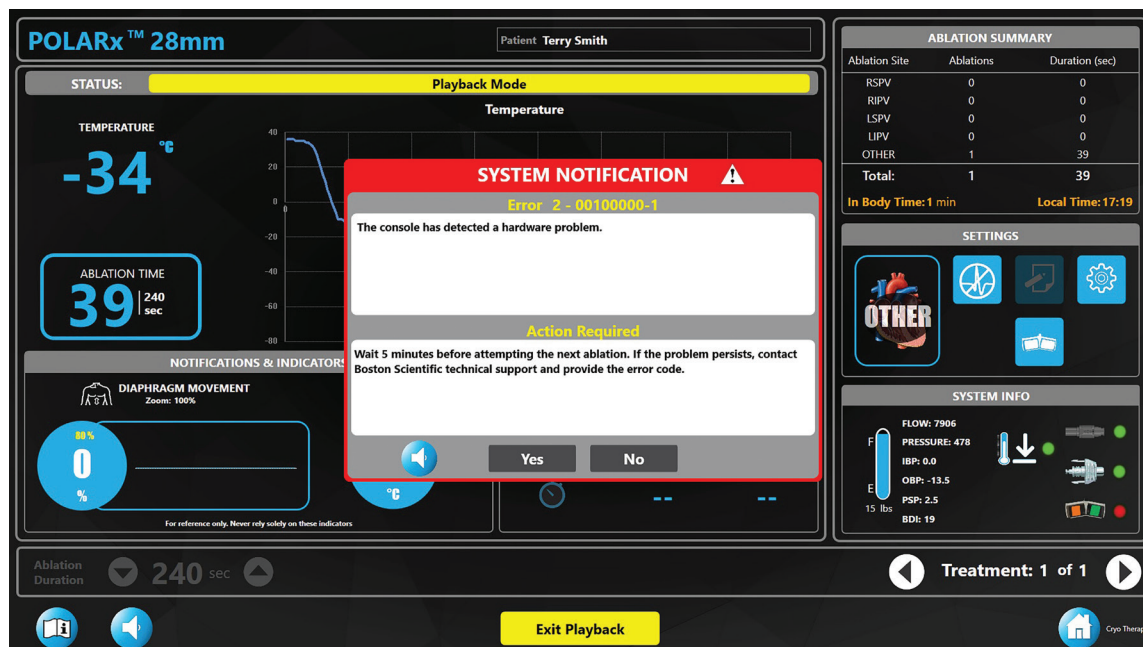 POLARx™ 28mm
Patient Terry Smith
STATUS:
Playback Mode
TEMPERATURE
-34 °C
Temperature
40
20
0
0
-20
-40
-60
-80
ABLATION TIME
39 240 sec
NOTIFICATIONS & INDICATORS
DIAPHRAGM MOVEMENT
Zoom: 100%
80 %
0
%
°C
-- --
For reference only. Never rely solely on these indicators
SYSTEM NOTIFICATION
Error 2 - 00100000-1
The console has detected a hardware problem.
Action Required
Wait 5 minutes before attempting the next ablation. If the problem persists, contact
Boston Scientific technical support and provide the error code.
Yes No
ABLATION SUMMARY
Ablation Site Ablations Duration (sec)
RSPV 0 0
RIPV 0 0
LSPV 0 0
LIPV 0 0
OTHER 1 39
Total: 1 39
In Body Time: 1 min Local Time: 17:19
SETTINGS
OTHER
SYSTEM INFO
F
E
15 lbs
FLOW: 7906
PRESSURE: 478
IBP: 0.0
OBP: -13.5
PSP: 2.5
BDI: 19
Ablation
Duration
240 sec
Treatment: 1 of 1
Exit Playback
Cryo Therap